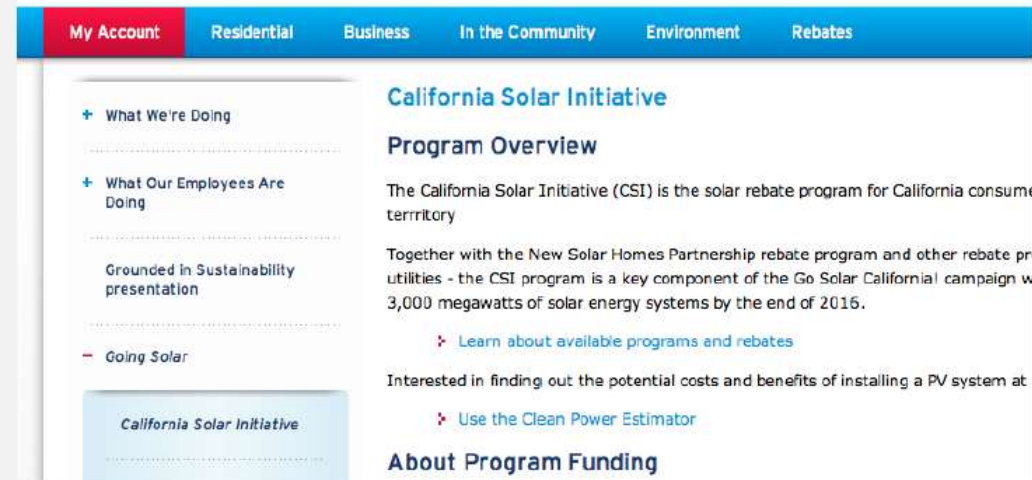 My Account Residential Business In the Community Environment Rebates
+ What We're Doing
+ What Our Employees Are
Doing
Grounded in Sustainability
presentation
− Going Solar
California Solar Initiative
California Solar Initiative
Program Overview
The California Solar Initiative (CSI) is the solar rebate program for California consume
terrritory
Together with the New Solar Homes Partnership rebate program and other rebate pr
utilities - the CSI program is a key component of the Go Solar California! campaign w
3,000 megawatts of solar energy systems by the end of 2016.
Learn about available programs and rebates
Interested in finding out the potential costs and benefits of installing a PV system at
Use the Clean Power Estimator
About Program Funding